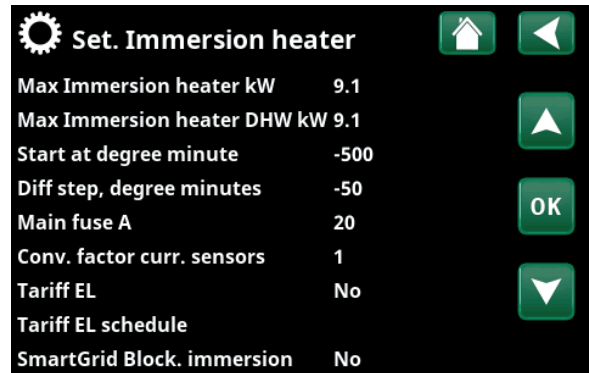 Set. Immersion heater
Max Immersion heater kW 9.1
Max Immersion heater DHW kW 9.1
Start at degree minute -500
Diff step, degree minutes -50
OK
Main fuse A 20
Conv. factor curr. sensors 1
Tariff EL No
Tariff EL schedule
SmartGrid Block. immersion No